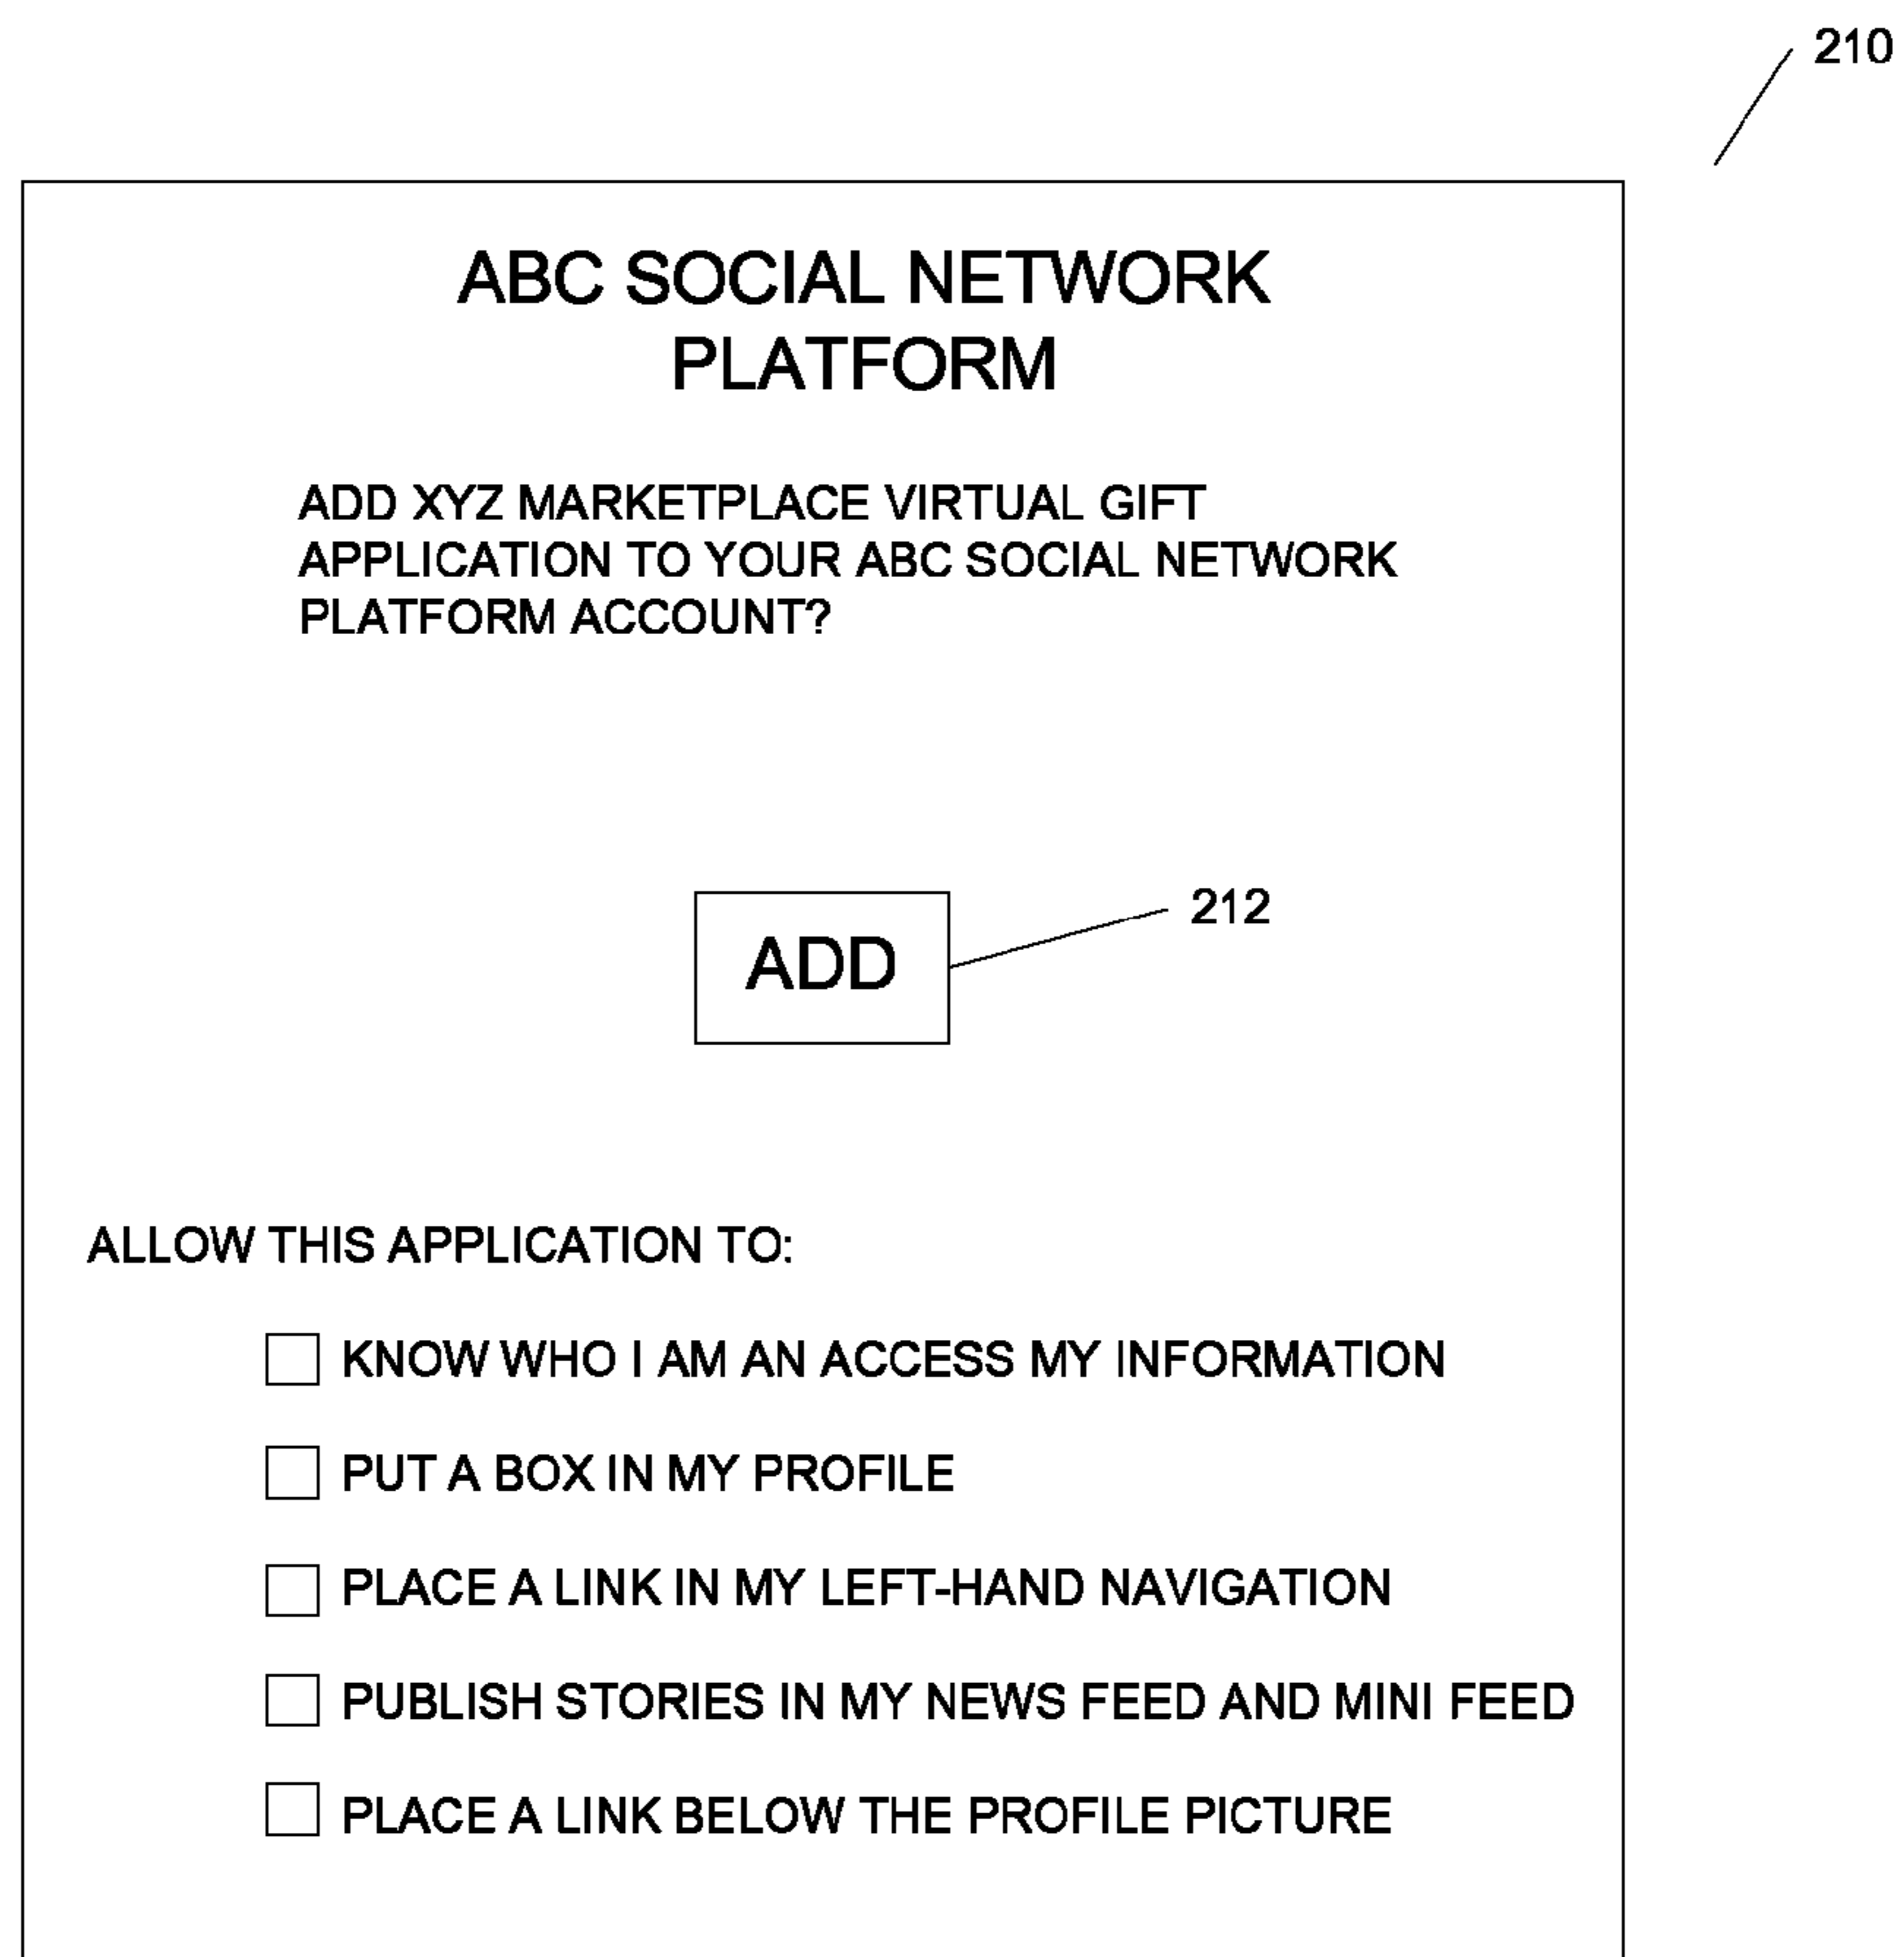 210
ABC SOCIAL NETWORK
PLATFORM
ADD XYZ MARKETPLACE VIRTUAL GIFT
APPLICATION TO YOUR ABC SOCIAL NETWORK
PLATFORM ACCOUNT?
212
ADD
ALLOW THIS APPLICATION TO:
KNOW WHO I AM AN ACCESS MY INFORMATION
PUT A BOX IN MY PROFILE
PLACE A LINK IN MY LEFT-HAND NAVIGATION
PUBLISH STORIES IN MY NEWS FEED AND MINI FEED
PLACE A LINK BELOW THE PROFILE PICTURE